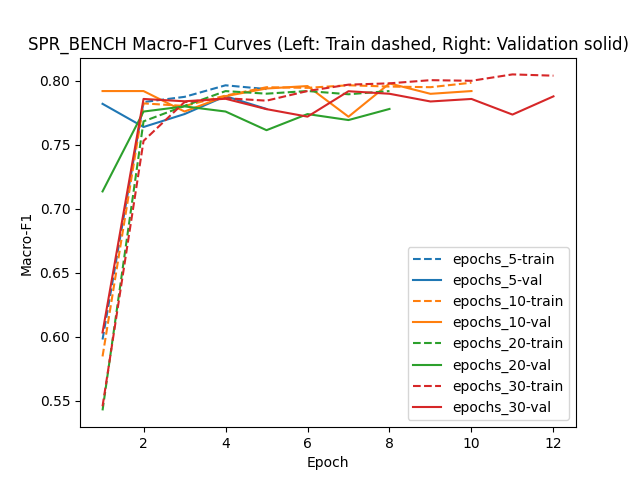 SPR_BENCH Macro-F1 Curves (Left: Train dashed, Right: Validation solid)
Macro-F1
0.80
0.75
0.70
0.65
0.60
0.55
epochs_5-train
epochs_5-val
epochs_10-train
epochs_10-val
epochs_20-train
epochs_20-val
epochs_30-train
epochs_30-val
2 4 6 8 10 12
Epoch